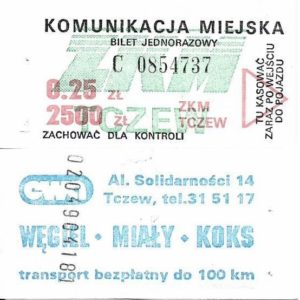 KOMUNIKACJA MIEJSKA
BILET JEDNORAZOWY
ZKM
C 0854737
0.25 ZŁ
2500 ZŁ
ZKM
TCZEW
TCZEW
ZACHOWAĆ DLA KONTROLI
TU KASOWAĆ
ZARAZ PO WEJŚCIU
DO POJAZDU
Al. Solidarności 14
Tczew, tel. 31 51 17
WĘGIEL • MIAŁY • KOKS
transport bezpłatny do 100 km